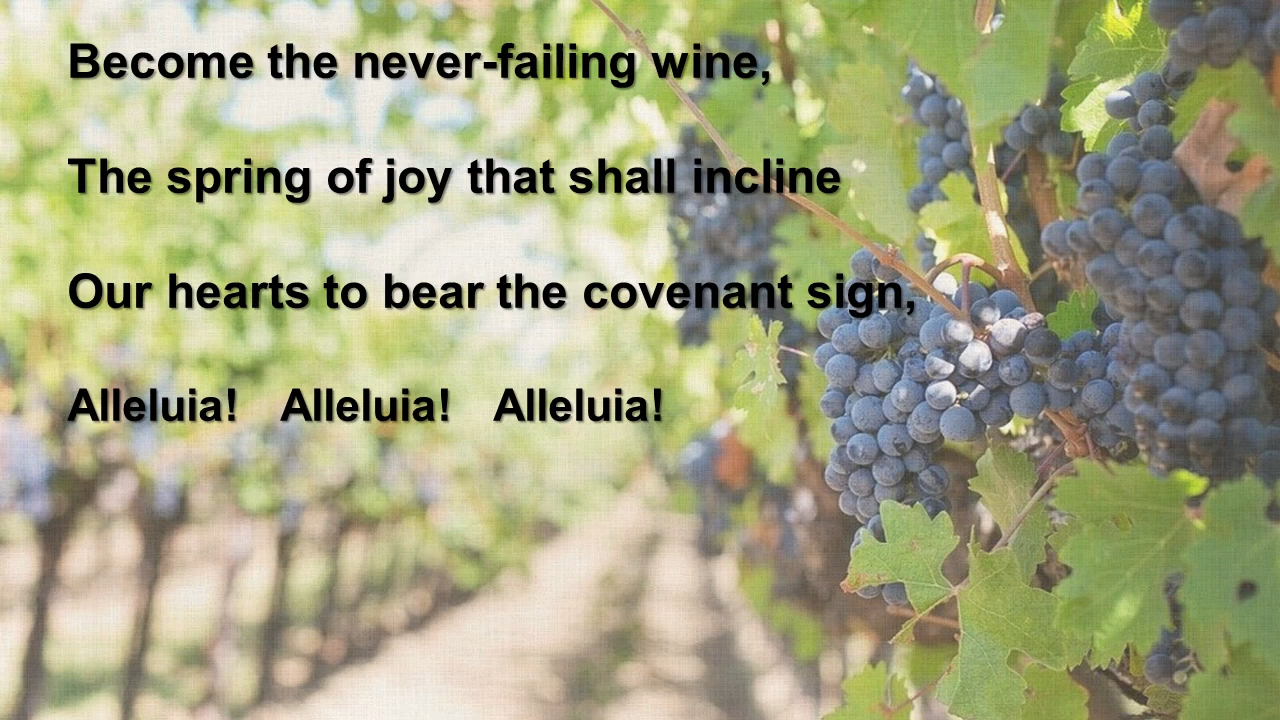 Become the never-failing wine,
The spring of joy that shall incline
Our hearts to bear the covenant sign,
Alleluia! Alleluia! Alleluia!